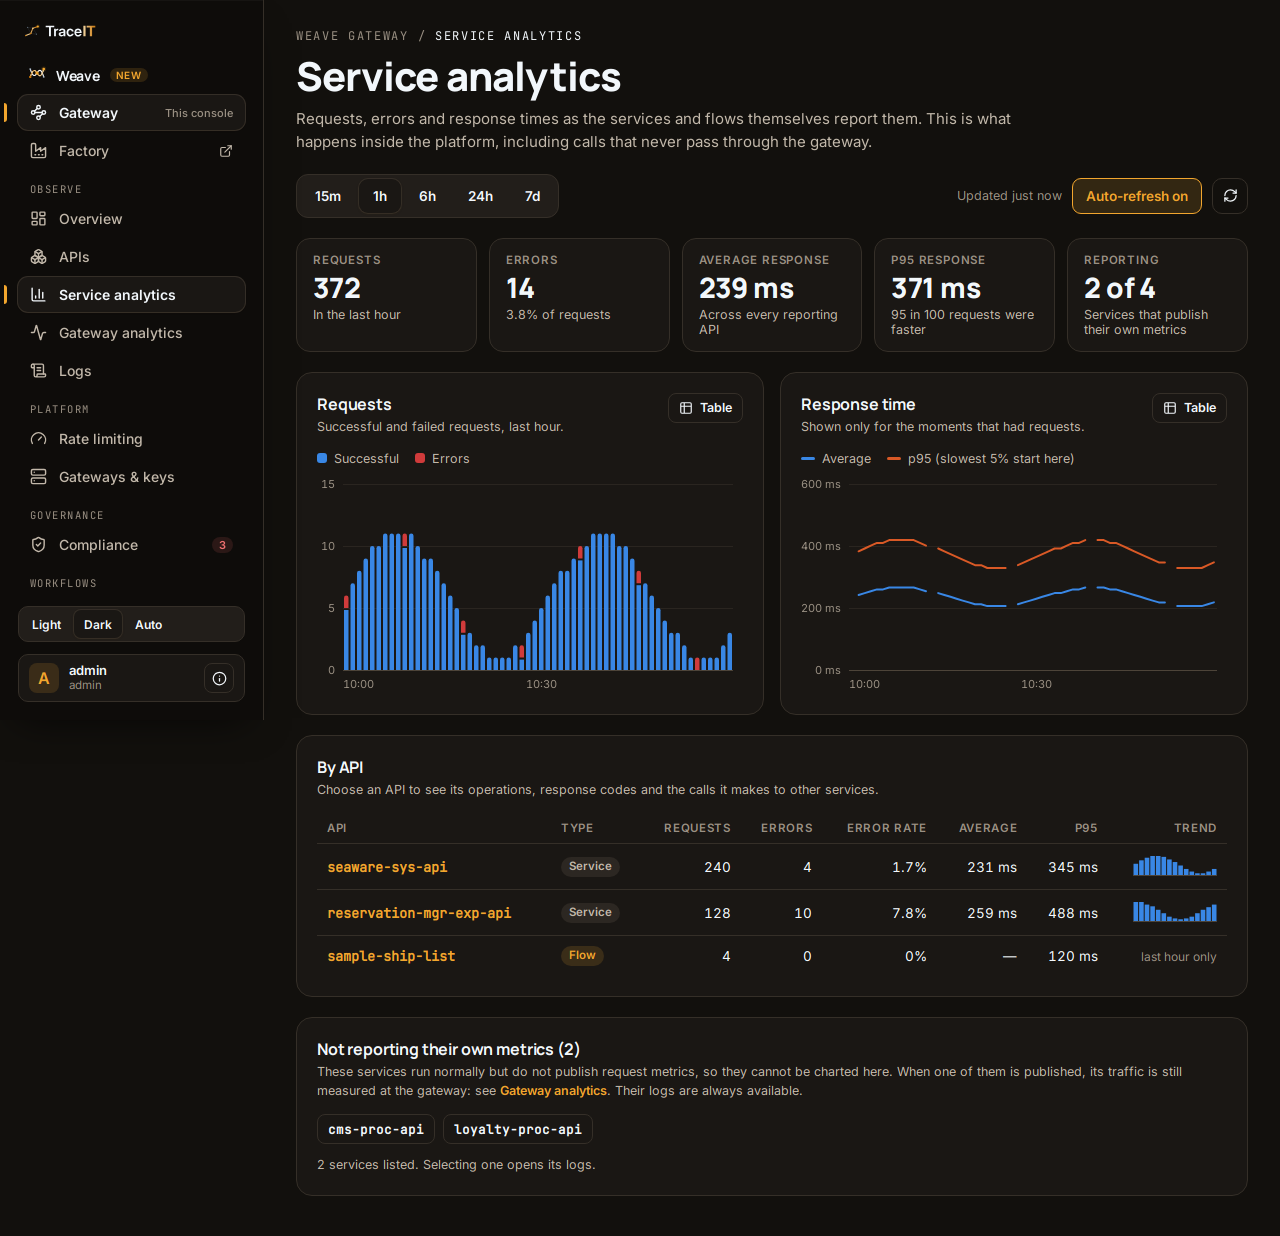 TraceIT
Weave NEW
Gateway This console
Factory
OBSERVE
Overview
APIs
Service analytics
Gateway analytics
Logs
PLATFORM
Rate limiting
Gateways & keys
GOVERNANCE
Compliance 3
WORKFLOWS
Light Dark Auto
A admin
admin
WEAVE GATEWAY / SERVICE ANALYTICS
Service analytics
Requests, errors and response times as the services and flows themselves report them. This is what
happens inside the platform, including calls that never pass through the gateway.
15m 1h 6h 24h 7d
Updated just now Auto-refresh on
REQUESTS
372
In the last hour
ERRORS
14
3.8% of requests
AVERAGE RESPONSE
239 ms
Across every reporting
API
P95 RESPONSE
371 ms
95 in 100 requests were
faster
REPORTING
2 of 4
Services that publish
their own metrics
Requests
Table
Successful and failed requests, last hour.
Successful Errors
15
10
5
0
10:00 10:30
Response time
Table
Shown only for the moments that had requests.
Average p95 (slowest 5% start here)
600 ms
400 ms
200 ms
0 ms
10:00 10:30
By API
Choose an API to see its operations, response codes and the calls it makes to other services.
API TYPE REQUESTS ERRORS ERROR RATE AVERAGE P95 TREND
seaware-sys-api Service 240 4 1.7% 231 ms 345 ms
reservation-mgr-exp-api Service 128 10 7.8% 259 ms 488 ms
sample-ship-list Flow 4 0 0% — 120 ms last hour only
Not reporting their own metrics (2)
These services run normally but do not publish request metrics, so they cannot be charted here. When one of them is published, its traffic is still
measured at the gateway: see Gateway analytics. Their logs are always available.
cms-proc-api loyalty-proc-api
2 services listed. Selecting one opens its logs.